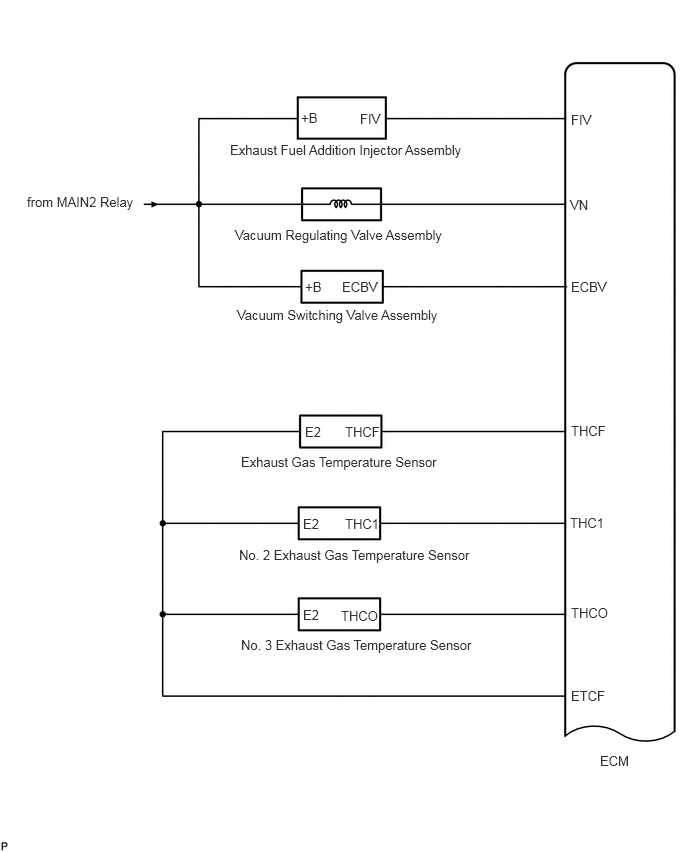 +B FIV FIV
Exhaust Fuel Addition Injector Assembly
from MAIN2 Relay VN
Vacuum Regulating Valve Assembly
+B ECBV ECBV
Vacuum Switching Valve Assembly
E2 THCF THCF
Exhaust Gas Temperature Sensor
E2 THC1 THC1
No. 2 Exhaust Gas Temperature Sensor
E2 THCO THCO
No. 3 Exhaust Gas Temperature Sensor
ETCF
ECM
P